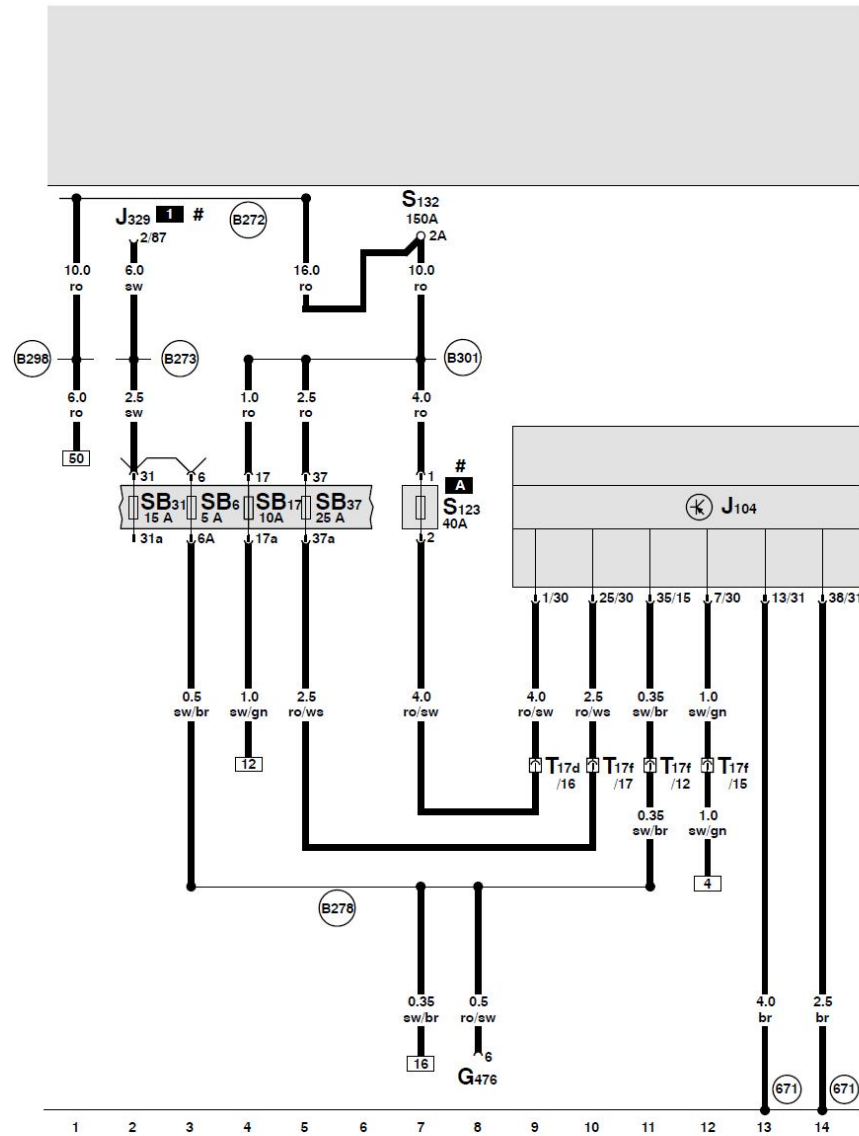 S132
150A
J329 1 #
B272
2/87
2A
10.0
ro
6.0
sw
16.0
ro
10.0
ro
B298
B273
B301
6.0
ro
2.5
sw
1.0
ro
2.5
ro
4.0
ro
50
31
6
17
37
1
#
A
SB31
15 A
SB6
5 A
SB17
10A
SB37
25 A
S123
40A
J104
31a
6A
17a
37a
2
1/30
25/30
35/15
7/30
13/31
38/31
0.5
sw/br
1.0
sw/gn
2.5
ro/ws
4.0
ro/sw
4.0
ro/sw
2.5
ro/ws
0.35
sw/br
1.0
sw/gn
12
T17d
/16
T17f
/17
T17f
/12
T17f
/15
0.35
sw/br
1.0
sw/gn
4
B278
0.35
sw/br
0.5
ro/sw
4.0
br
2.5
br
16
6
G476
671
671
1 2 3 4 5 6 7 8 9 10 11 12 13 14